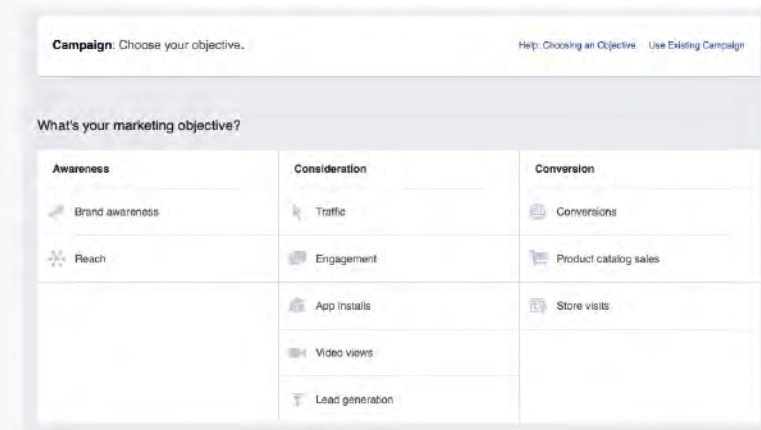 Campaign: Choose your objective.
Help: Choosing an Objective Use Existing Campaign
What's your marketing objective?
Awareness
Consideration
Conversion
Brand awareness
Traffic
Conversions
Reach
Engagement
Product catalog sales
App installs
Store visits
Video views
Lead generation